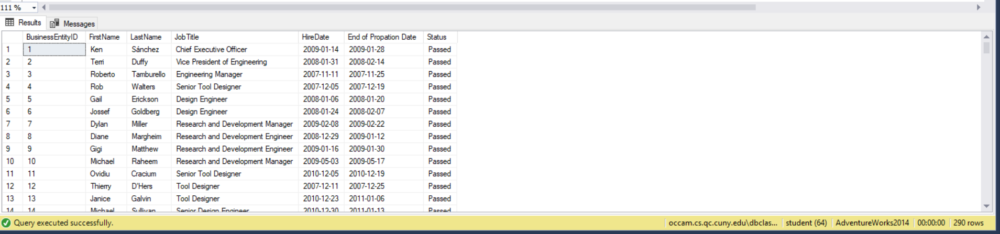 111 %
Results Messages
BusinessEntityID FirstName LastName JobTitle HireDate End of Propation Date Status
1 1 Ken Sánchez Chief Executive Officer 2009-01-14 2009-01-28 Passed
2 2 Terri Duffy Vice President of Engineering 2008-01-31 2008-02-14 Passed
3 3 Roberto Tamburello Engineering Manager 2007-11-11 2007-11-25 Passed
4 4 Rob Walters Senior Tool Designer 2007-12-05 2007-12-19 Passed
5 5 Gail Erickson Design Engineer 2008-01-06 2008-01-20 Passed
6 6 Jossef Goldberg Design Engineer 2008-01-24 2008-02-07 Passed
7 7 Dylan Miller Research and Development Manager 2009-02-08 2009-02-22 Passed
8 8 Diane Margheim Research and Development Engineer 2008-12-29 2009-01-12 Passed
9 9 Gigi Matthew Research and Development Engineer 2009-01-16 2009-01-30 Passed
10 10 Michael Raheem Research and Development Manager 2009-05-03 2009-05-17 Passed
11 11 Ovidiu Cracium Senior Tool Designer 2010-12-05 2010-12-19 Passed
12 12 Thierry D'Hers Tool Designer 2007-12-11 2007-12-25 Passed
13 13 Janice Galvin Tool Designer 2010-12-23 2011-01-06 Passed
14 14 Michael Sullivan Senior Design Engineer 2010-12-30 2011-01-13 Passed
Query executed successfully. occam.cs.qc.cuny.edu\dbclas... student (64) AdventureWorks2014 00:00:00 290 rows